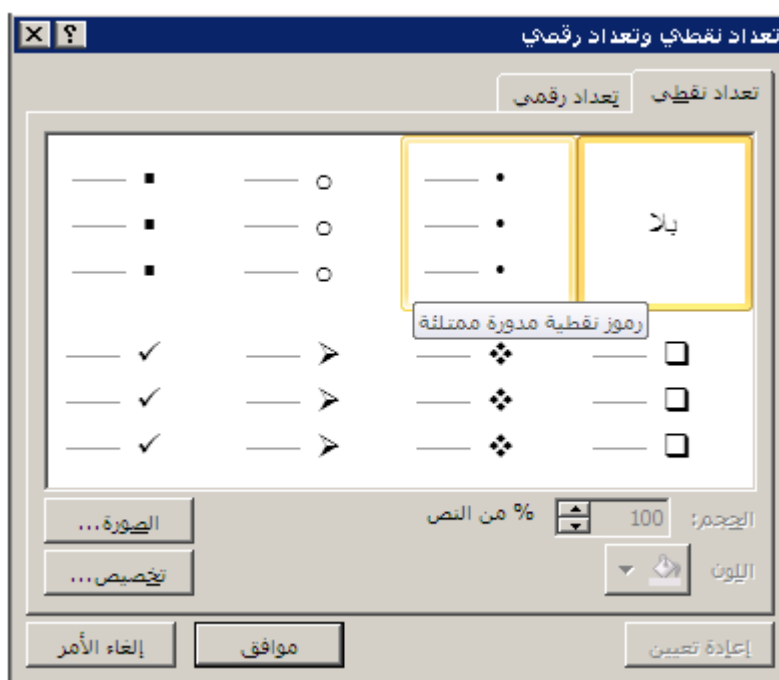 تعداد نقطي وتعداد رقمي
تعداد نقطي
تعداد رقمي
بلا
رموز نقطية مدورة ممتلئة
الحجم: 100 % من النص
الصورة...
اللون
تخصيص...
إعادة تعيين
موافق
إلغاء الأمر